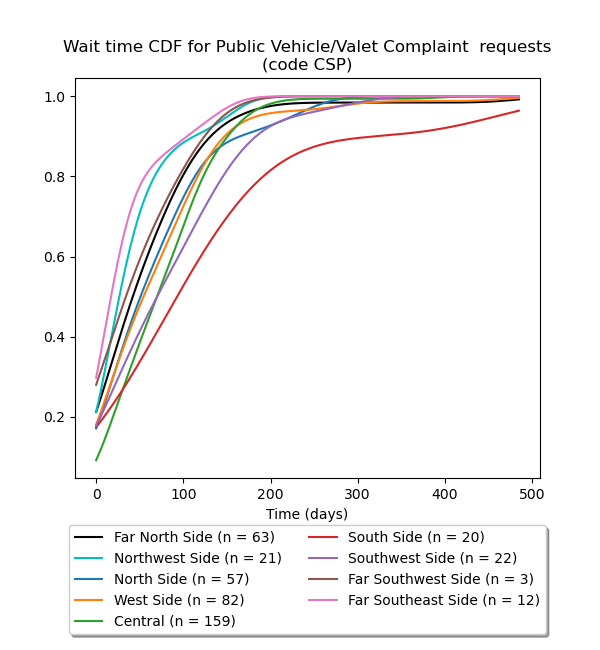 Wait time CDF for Public Vehicle/Valet Complaint  requests
(code CSP)
1.0
0.8
0.6
0.4
0.2
0 100 200 300 400 500
Time (days)
Far North Side (n = 63)
Northwest Side (n = 21)
North Side (n = 57)
West Side (n = 82)
Central (n = 159)
South Side (n = 20)
Southwest Side (n = 22)
Far Southwest Side (n = 3)
Far Southeast Side (n = 12)